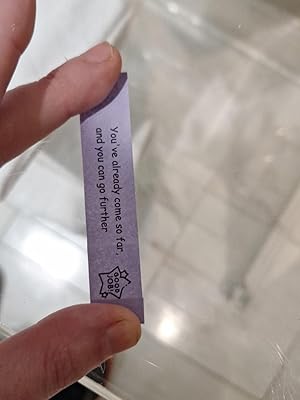 You've already come so far,
and you can go further
GOOD
JOB!